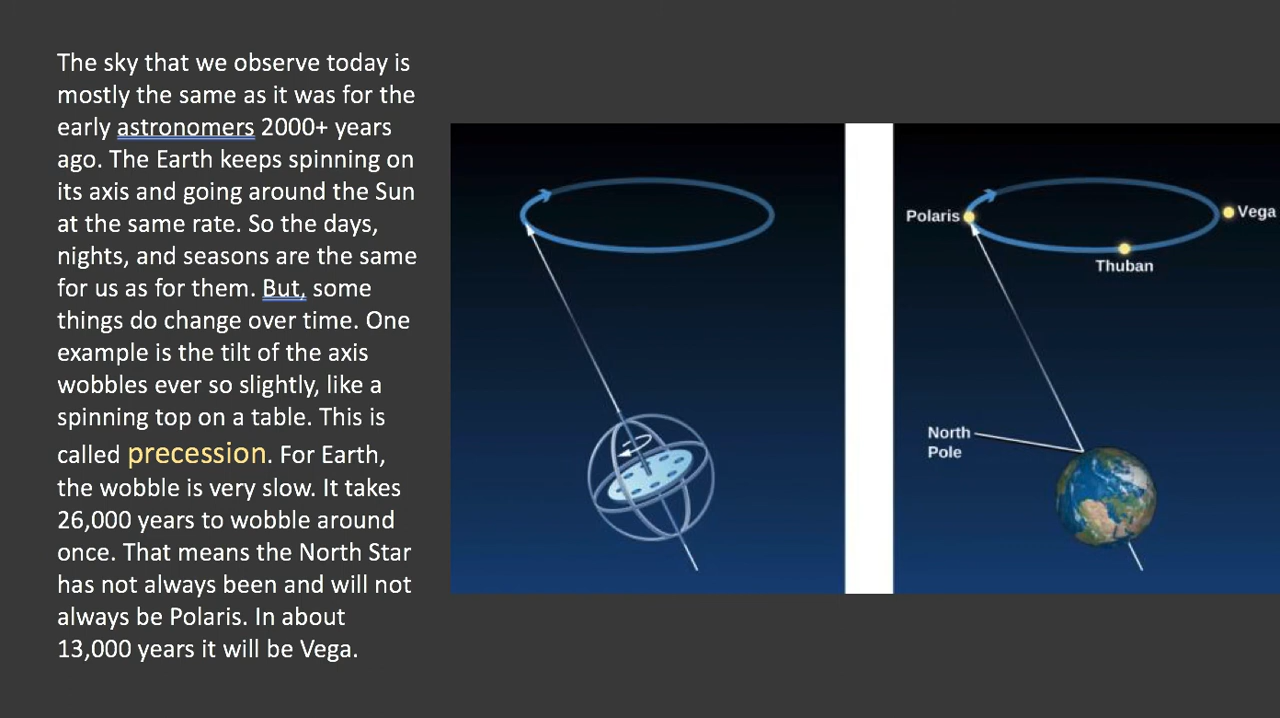 The sky that we observe today is
mostly the same as it was for the
early astronomers 2000+ years
ago. The Earth keeps spinning on
its axis and going around the Sun
at the same rate. So the days,
nights, and seasons are the same
for us as for them. But, some
things do change over time. One
example is the tilt of the axis
wobbles ever so slightly, like a
spinning top on a table. This is
called precession. For Earth,
the wobble is very slow. It takes
26,000 years to wobble around
once. That means the North Star
has not always been and will not
always be Polaris. In about
13,000 years it will be Vega.
Polaris
Vega
Thuban
North
Pole